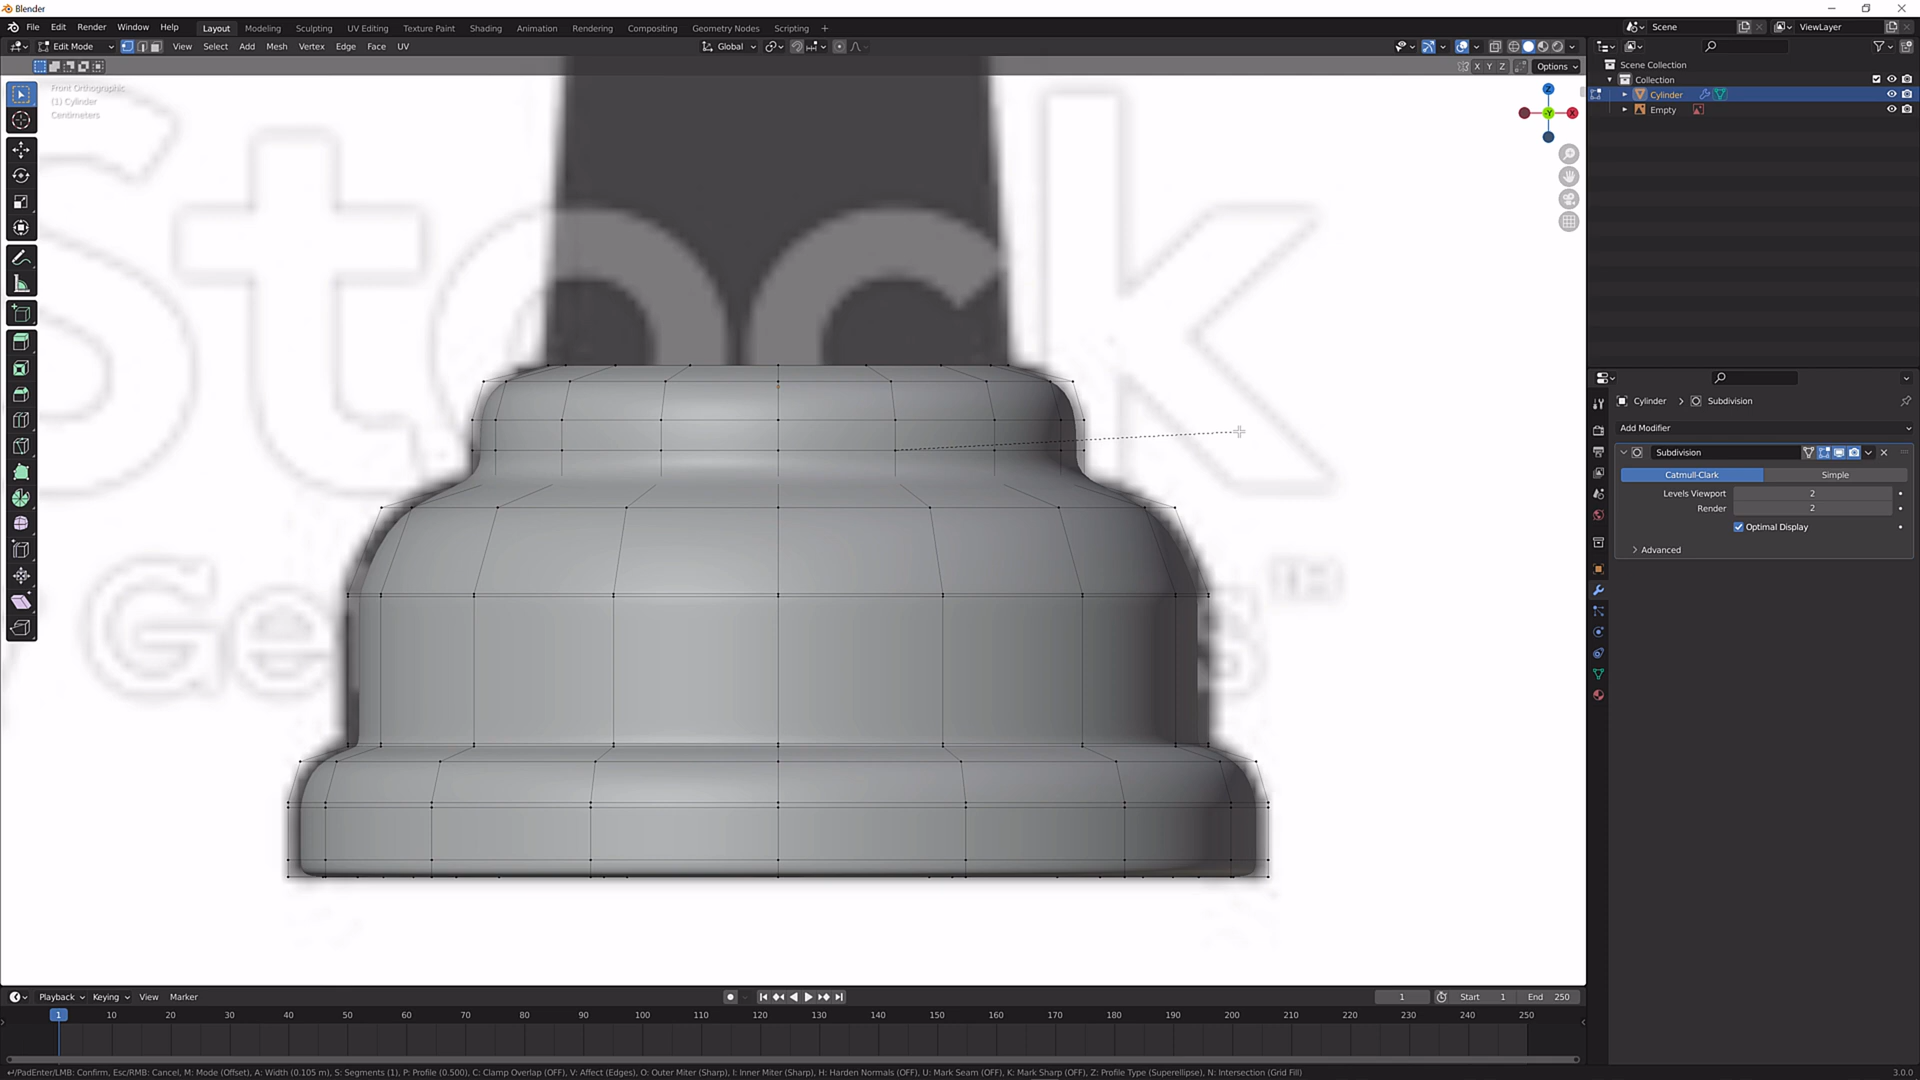 Blender
File Edit Render Window Help Layout Modeling Sculpting UV Editing Texture Paint Shading Animation Rendering Compositing Geometry Nodes Scripting + Scene ViewLayer
Edit Mode View Select Add Mesh Vertex Edge Face UV Global
X Y Z Options
Front Orthographic
(1) Cylinder
Centimeters
Scene Collection
Collection
Cylinder
Empty
Z
Y
X
Stock
Ge
s
TM
Cylinder > Subdivision
Add Modifier
Subdivision
Catmull-Clark Simple
Levels Viewport 2
Render 2
Optimal Display
Advanced
Playback Keying View Marker 1 Start 1 End 250
1 10 20 30 40 50 60 70 80 90 100 110 120 130 140 150 160 170 180 190 200 210 220 230 240 250
/PadEnter/LMB: Confirm, Esc/RMB: Cancel, M: Mode (Offset), A: Width (0.105 m), S: Segments (1), P: Profile (0.500), C: Clamp Overlap (OFF), V: Affect (Edges), O: Outer Miter (Sharp), I: Inner Miter (Sharp), H: Harden Normals (OFF), U: Mark Seam (OFF), K: Mark Sharp (OFF), Z: Profile Type (Superellipse), N: Intersection (Grid Fill)
3.0.0